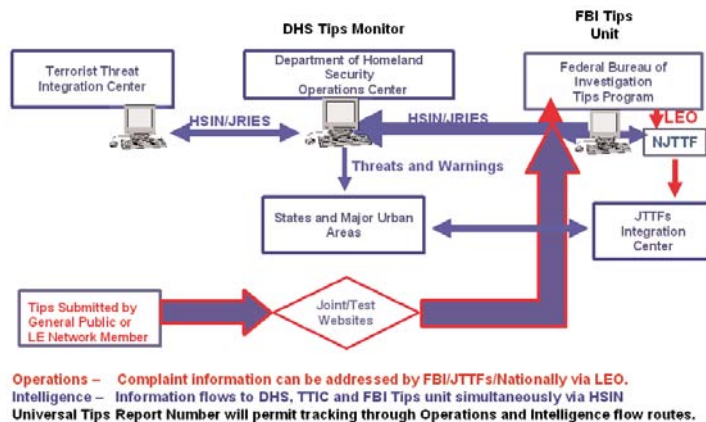 DHS Tips Monitor
FBI Tips
Unit
Terrorist Threat
Integration Center
Department of Homeland
Security
Operations Center
Federal Bureau of
Investigation
Tips Program
HSIN/JRIES
HSIN/JRIES
LEO
NJTTF
Threats and Warnings
States and Major Urban
Areas
JTTFs
Integration
Center
Tips Submitted by
General Public or
LE Network Member
Joint/Test
Websites
Operations – Complaint information can be addressed by FBI/JTTFs/Nationally via LEO.
Intelligence – Information flows to DHS, TTIC and FBI Tips unit simultaneously via HSIN
Universal Tips Report Number will permit tracking through Operations and Intelligence flow routes.